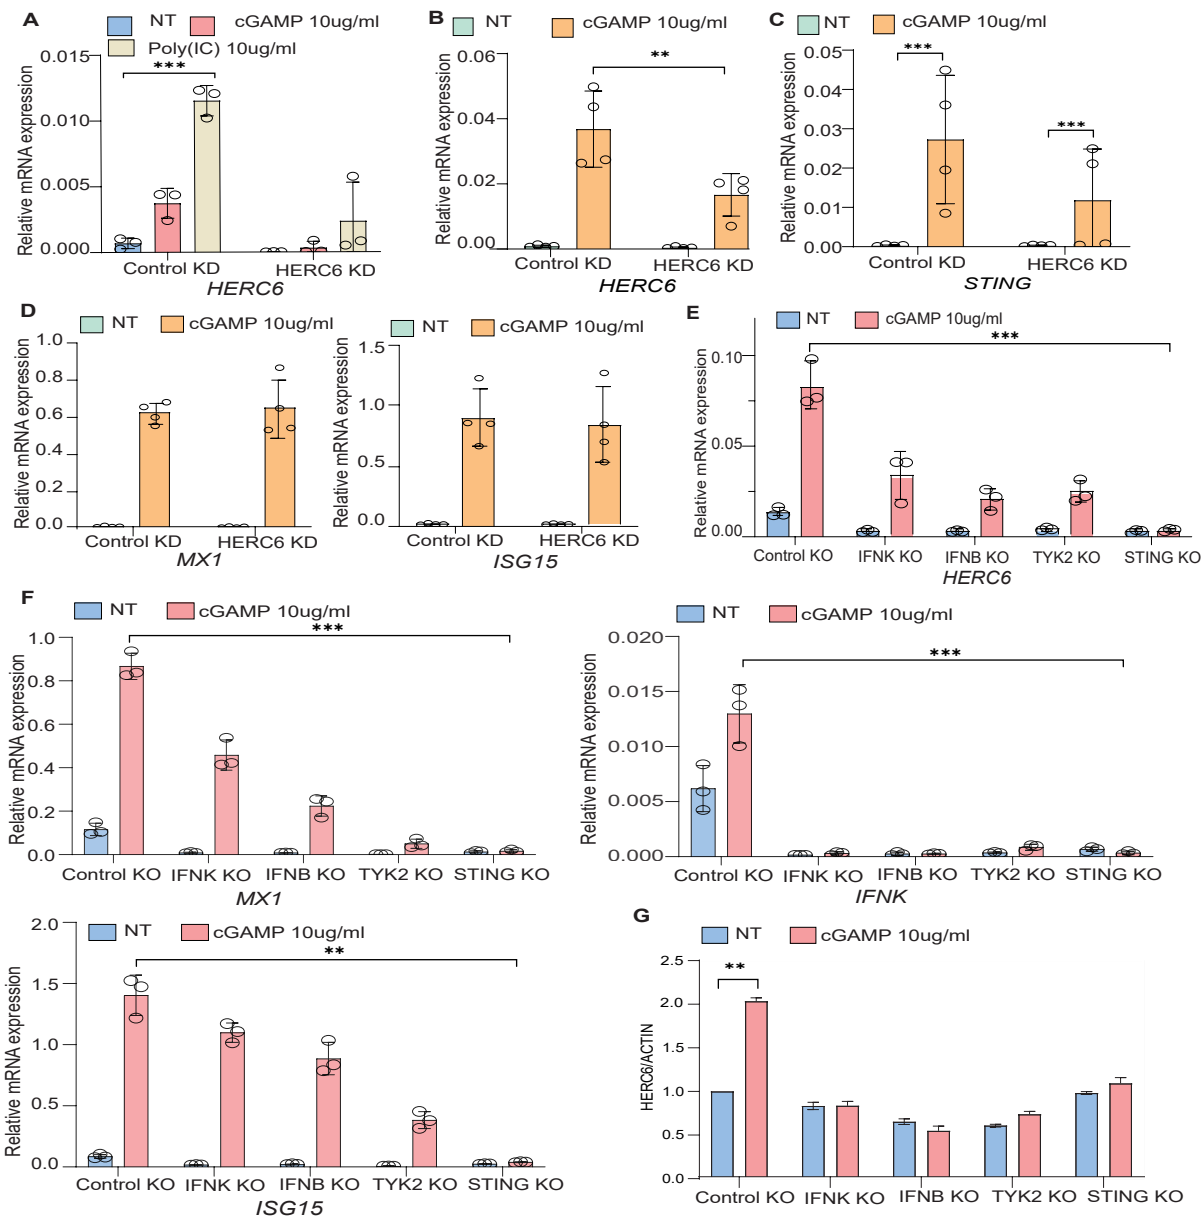 A
NT
cGAMP 10ug/ml
Poly(IC) 10ug/ml
Relative mRNA expression
0.015
0.010
0.005
0.000
***
Control KD
HERC6 KD
HERC6
B
NT
cGAMP 10ug/ml
Relative mRNA expression
0.06
0.04
0.02
0.00
**
Control KD
HERC6 KD
HERC6
C
NT
cGAMP 10ug/ml
Relative mRNA expression
0.05
0.04
0.03
0.02
0.01
0.00
***
***
Control KD
HERC6 KD
STING
D
NT
cGAMP 10ug/ml
Relative mRNA expression
1.0
0.8
0.6
0.4
0.2
0.0
Control KD
HERC6 KD
MX1
NT
cGAMP 10ug/ml
Relative mRNA expression
1.5
1.0
0.5
0.0
Control KD
HERC6 KD
ISG15
E
NT
cGAMP 10ug/ml
Relative mRNA expression
0.10
0.05
0.00
***
Control KO
IFNK KO
IFNB KO
TYK2 KO
STING KO
HERC6
F
NT
cGAMP 10ug/ml
Relative mRNA expression
1.0
0.8
0.6
0.4
0.2
0.0
***
Control KO
IFNK KO
IFNB KO
TYK2 KO
STING KO
MX1
NT
cGAMP 10ug/ml
Relative mRNA expression
0.020
0.015
0.010
0.005
0.000
***
Control KO
IFNK KO
IFNB KO
TYK2 KO
STING KO
IFNK
NT
cGAMP 10ug/ml
Relative mRNA expression
2.0
1.5
1.0
0.5
0.0
**
Control KO
IFNK KO
IFNB KO
TYK2 KO
STING KO
ISG15
G
NT
cGAMP 10ug/ml
HERC6/ACTIN
2.5
2.0
1.0
0.5
0.0
**
Control KO
IFNK KO
IFNB KO
TYK2 KO
STING KO